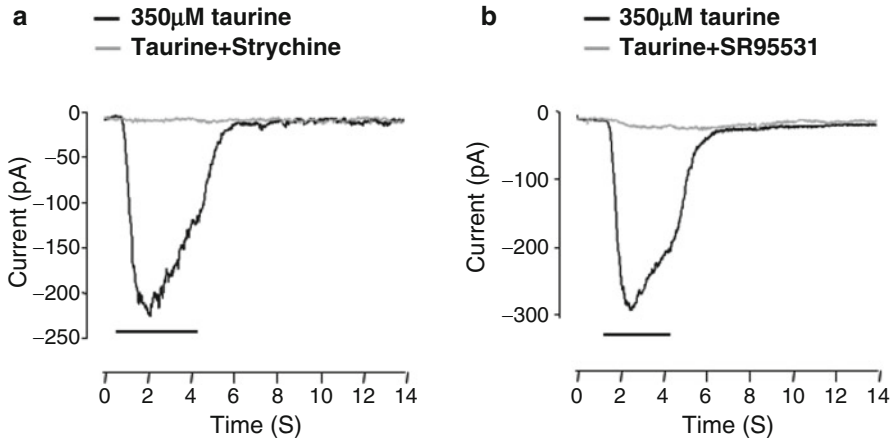 a
350μM taurine
Taurine+Strychine
0
−50
−100
−150
−200
−250
Current (pA)
0 2 4 6 8 10 12 14
Time (S)
b
350μM taurine
Taurine+SR95531
0
−100
−200
−300
Current (pA)
0 2 4 6 8 10 12 14
Time (S)